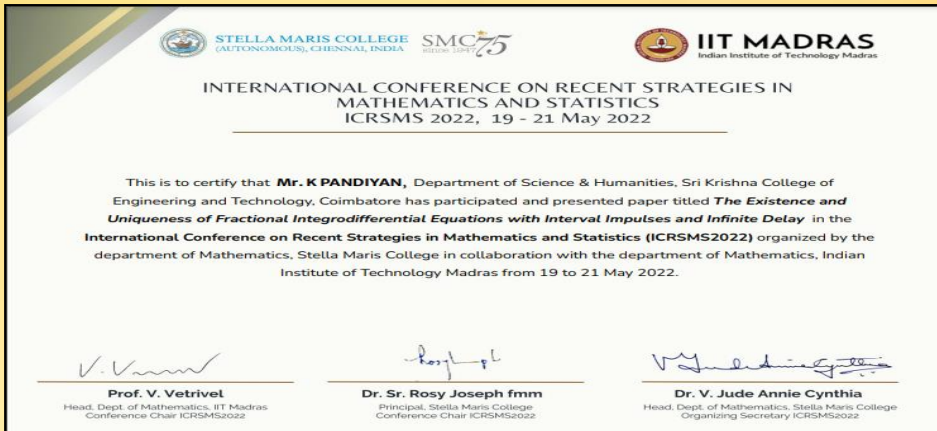 STELLA MARIS COLLEGE
(AUTONOMOUS), CHENNAI, INDIA
SMC 75
since 1947
IIT MADRAS
Indian Institute of Technology Madras
INTERNATIONAL CONFERENCE ON RECENT STRATEGIES IN
MATHEMATICS AND STATISTICS
ICRSMS 2022, 19 - 21 May 2022
This is to certify that Mr. K PANDIYAN, Department of Science & Humanities, Sri Krishna College of
Engineering and Technology, Coimbatore has participated and presented paper titled The Existence and
Uniqueness of Fractional Integrodifferential Equations with Interval Impulses and Infinite Delay in the
International Conference on Recent Strategies in Mathematics and Statistics (ICRSMS2022) organized by the
department of Mathematics, Stella Maris College in collaboration with the department of Mathematics, Indian
Institute of Technology Madras from 19 to 21 May 2022.
Prof. V. Vetrivel
Head, Dept. of Mathematics, IIT Madras
Conference Chair ICRSMS2022
Dr. Sr. Rosy Joseph fmm
Principal, Stella Maris College
Conference Chair ICRSMS2022
Dr. V. Jude Annie Cynthia
Head, Dept. of Mathematics, Stella Maris College
Organizing Secretary ICRSMS2022